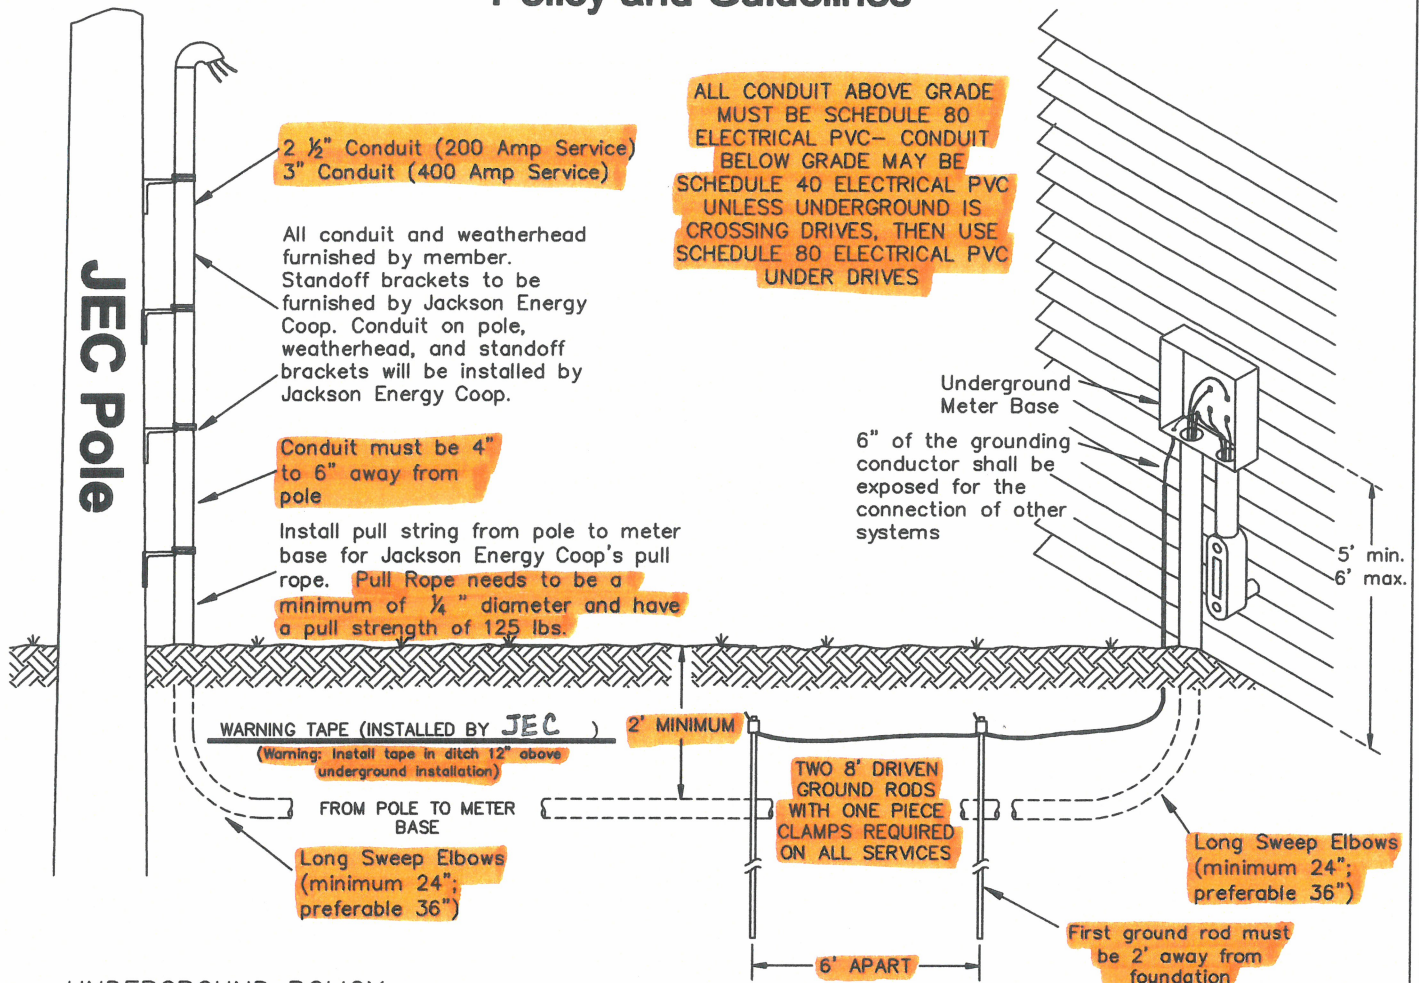 Policy and Guidelines
2 ½" Conduit (200 Amp Service)
3" Conduit (400 Amp Service)
ALL CONDUIT ABOVE GRADE
MUST BE SCHEDULE 80
ELECTRICAL PVC– CONDUIT
BELOW GRADE MAY BE
SCHEDULE 40 ELECTRICAL PVC
UNLESS UNDERGROUND IS
CROSSING DRIVES, THEN USE
SCHEDULE 80 ELECTRICAL PVC
UNDER DRIVES
JEC Pole
All conduit and weatherhead
furnished by member.
Standoff brackets to be
furnished by Jackson Energy
Coop. Conduit on pole,
weatherhead, and standoff
brackets will be installed by
Jackson Energy Coop.
Underground
Meter Base
6" of the grounding
conductor shall be
exposed for the
connection of other
systems
Conduit must be 4"
to 6" away from
pole
Install pull string from pole to meter
base for Jackson Energy Coop's pull
rope. Pull Rope needs to be a
minimum of ¼ " diameter and have
a pull strength of 125 lbs.
5' min.
6' max.
WARNING TAPE (INSTALLED BY JEC )
(Warning: Install tape in ditch 12" above
underground installation)
2' MINIMUM
FROM POLE TO METER
BASE
TWO 8' DRIVEN
GROUND RODS
WITH ONE PIECE
CLAMPS REQUIRED
ON ALL SERVICES
Long Sweep Elbows
(minimum 24";
preferable 36")
Long Sweep Elbows
(minimum 24";
preferable 36")
First ground rod must
be 2' away from
foundation
6' APART
UNDERGROUND POLICY